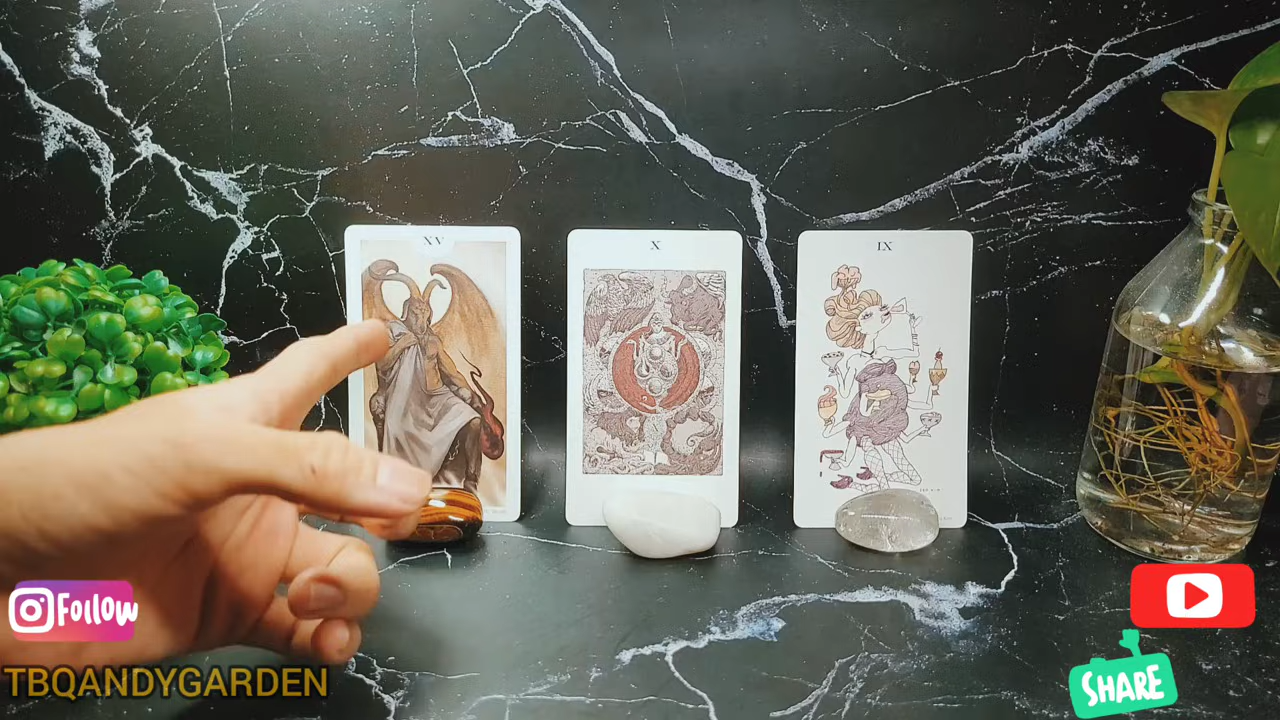 XV
X
IX
Follow
TBQANDYGARDEN
SHARE